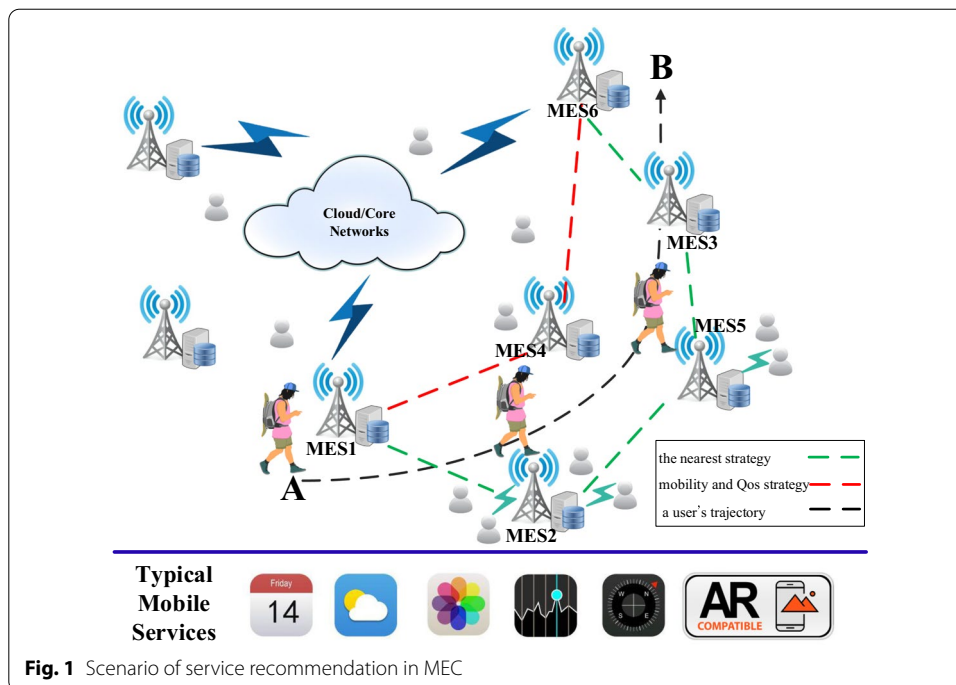 B
MES6
Cloud/Core
Networks
MES3
MES5
MES4
MES1
A
MES2
the nearest strategy
mobility and Qos strategy
a user's trajectory
Typical
Mobile
Services
Friday
14
N
W
E
S
AR
COMPATIBLE
Fig. 1 Scenario of service recommendation in MEC